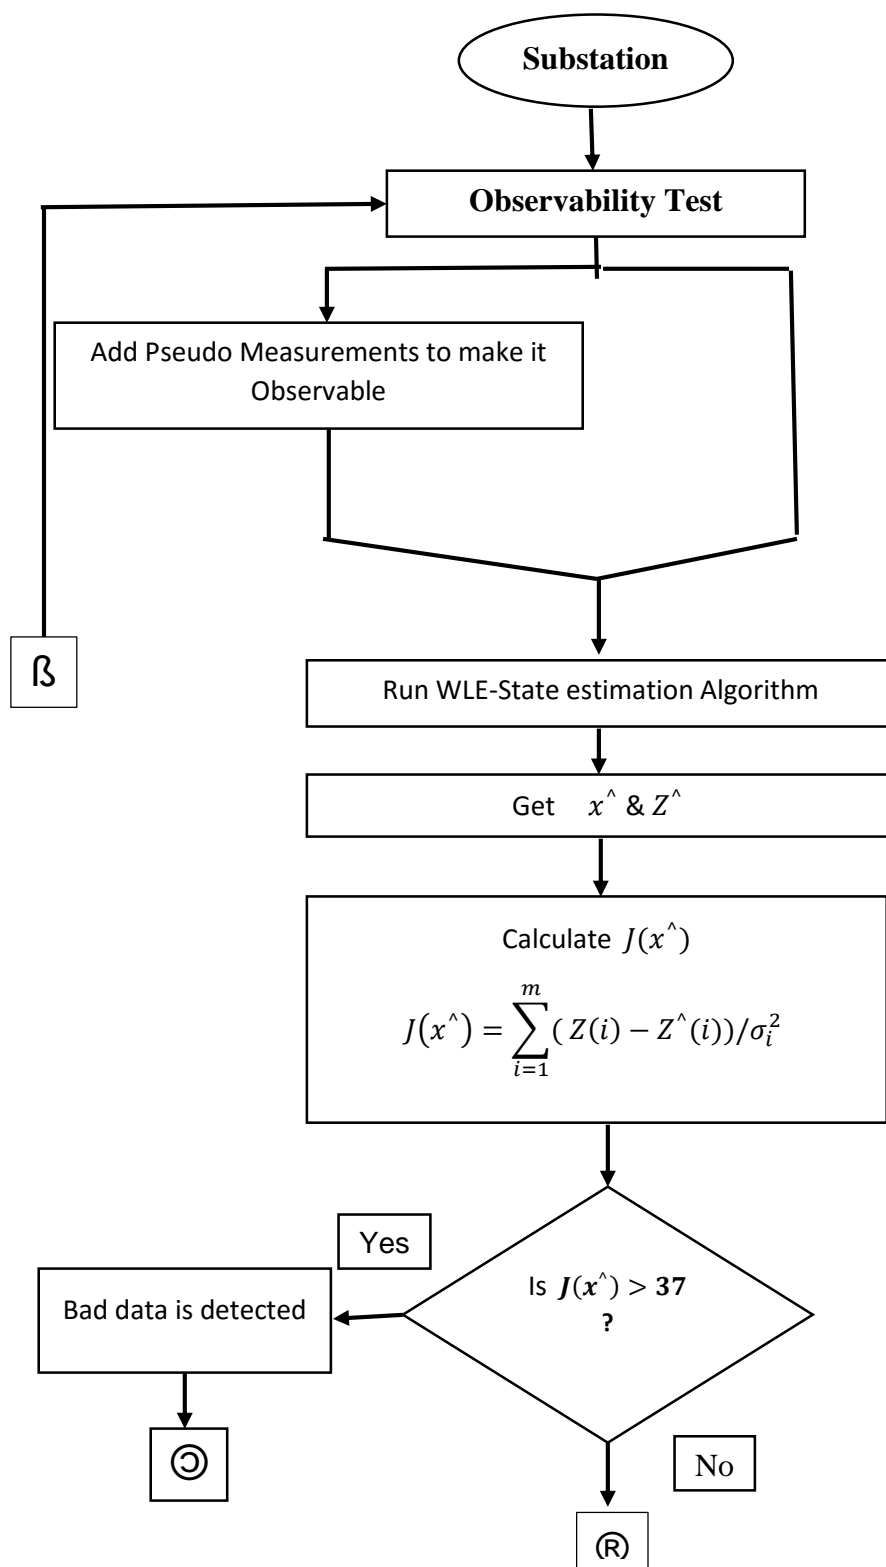 Substation
Observability Test
Add Pseudo Measurements to make it
Observable
ß
Run WLE-State estimation Algorithm
Get x^ & Z^
Calculate J(x^)
J(x^) = ∑_{i=1}^{m} ( Z(i) − Z^(i))/σ_i^2
Yes
Is J(x^) > 37
?
Bad data is detected
🄯
No
®